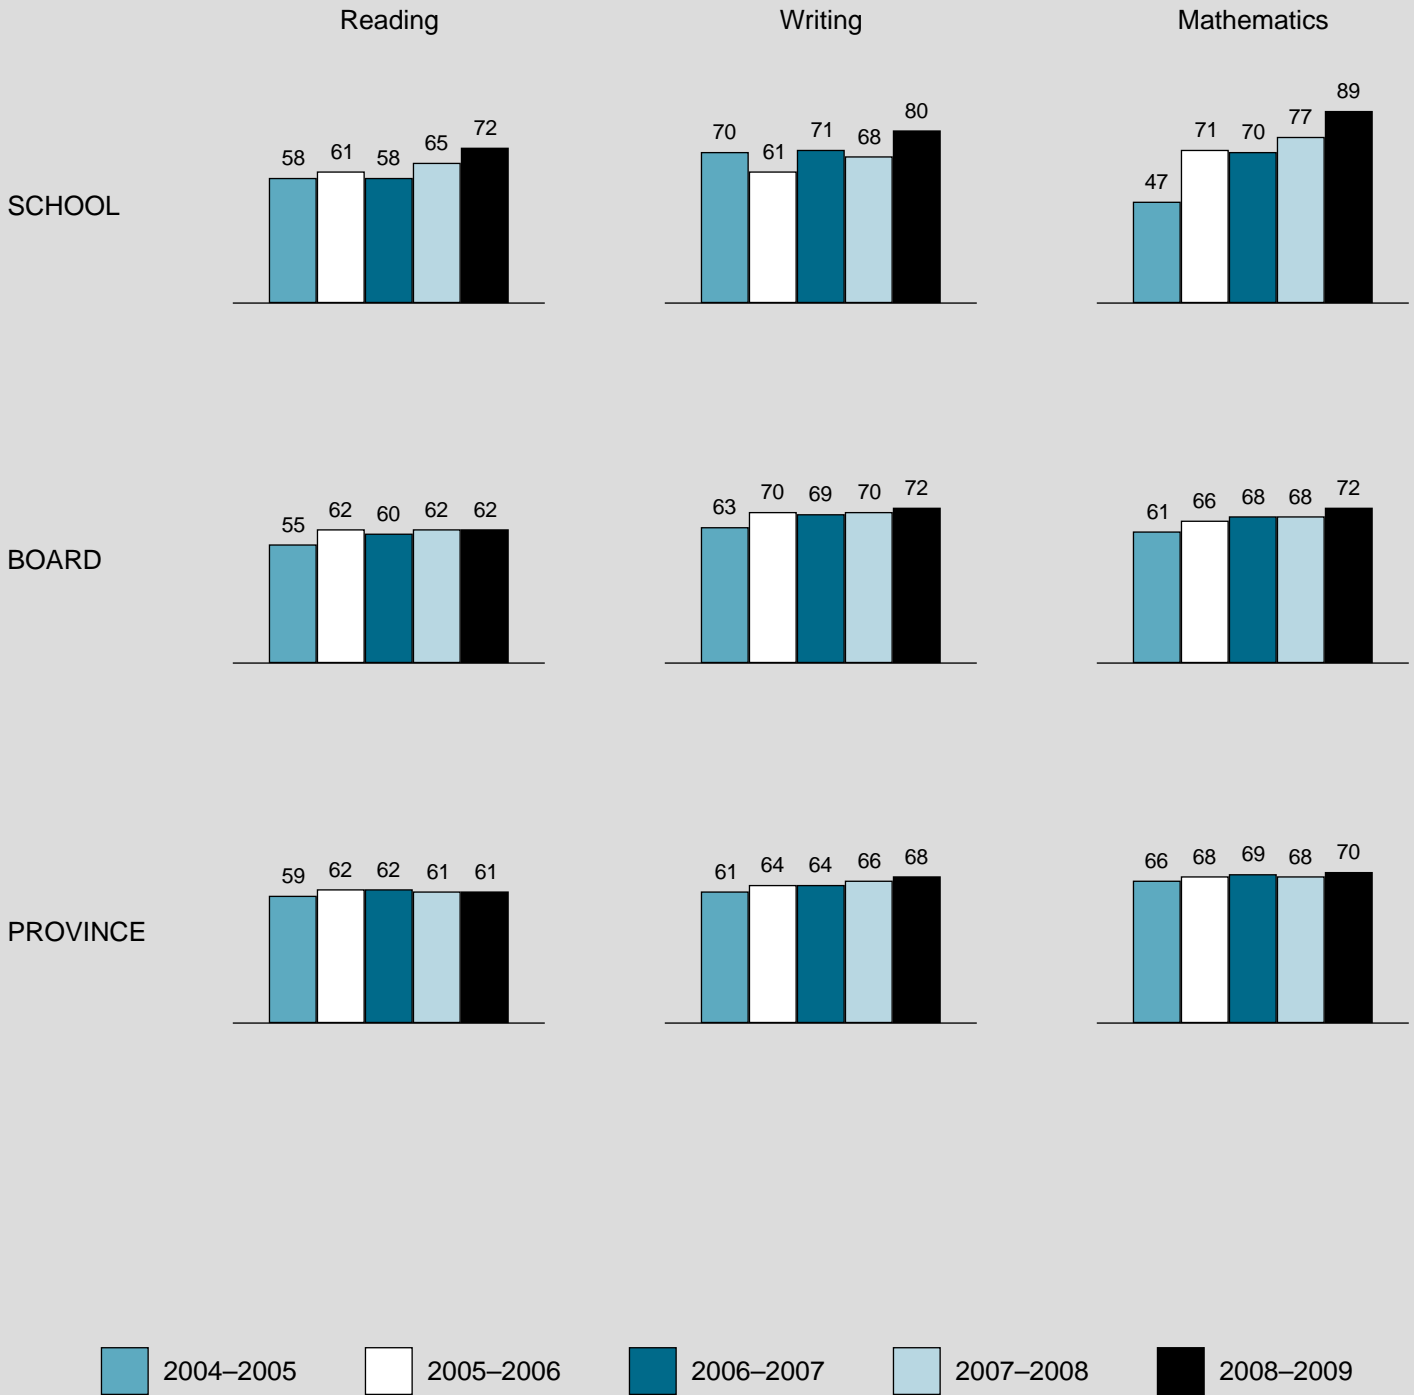 Reading Writing Mathematics
SCHOOL
58 61 58 65 72
70 61 71 68 80
47 71 70 77 89
BOARD
55 62 60 62 62
63 70 69 70 72
61 66 68 68 72
PROVINCE
59 62 62 61 61
61 64 64 66 68
66 68 69 68 70
2004–2005 2005–2006 2006–2007 2007–2008 2008–2009